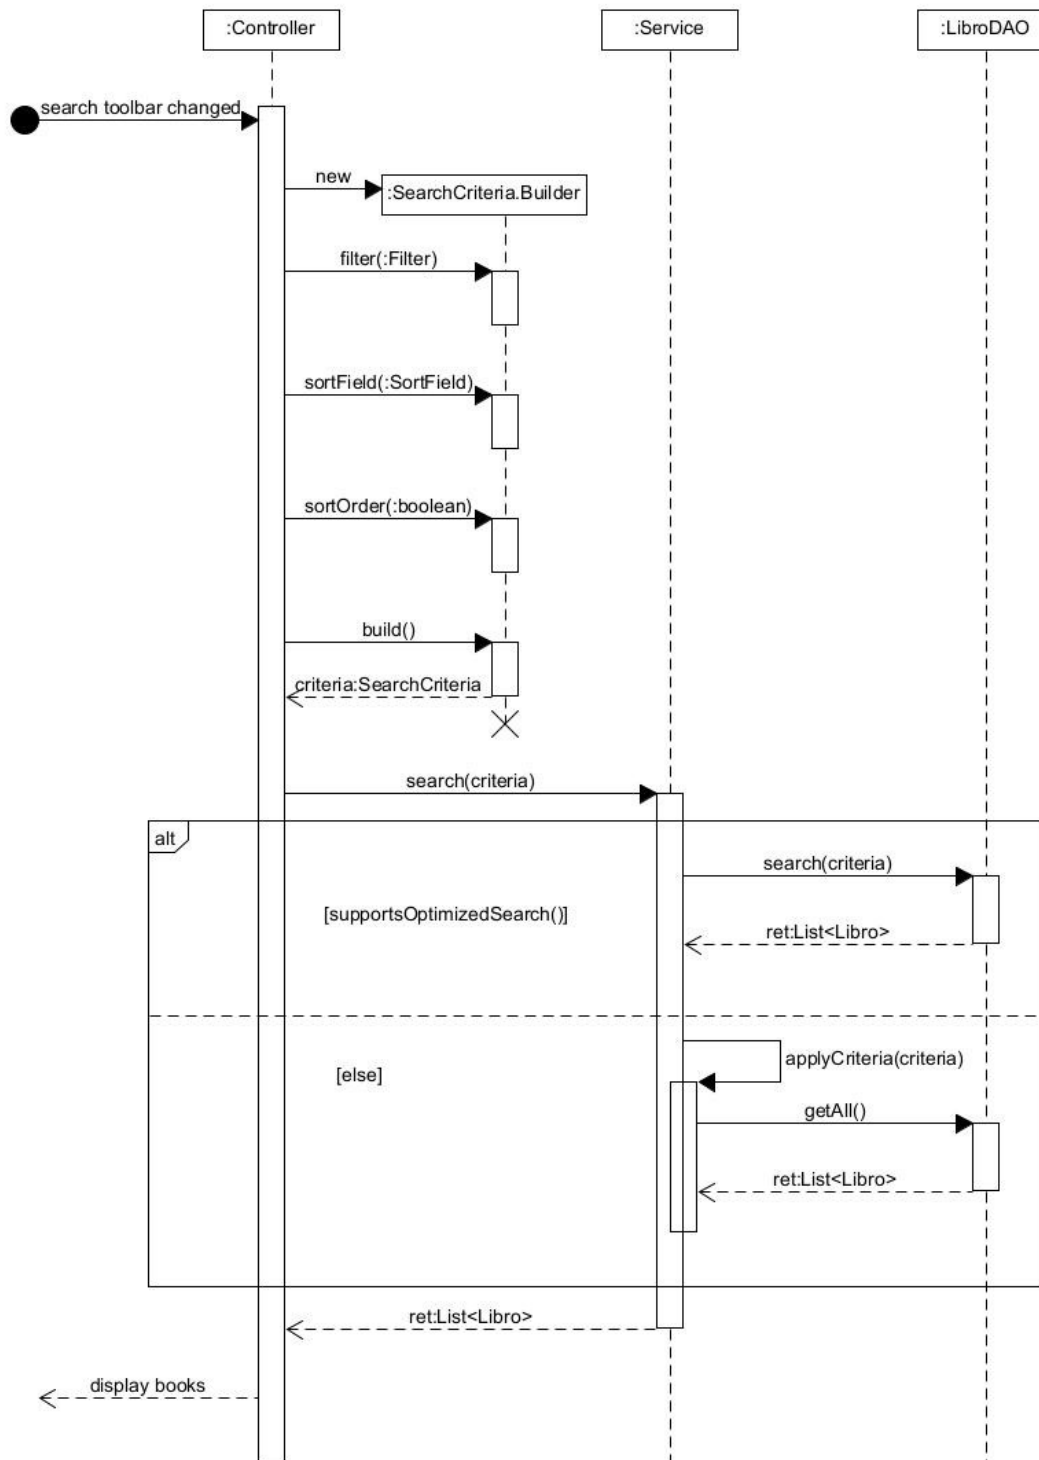 :Controller
:Service
:LibroDAO
search toolbar changed
new
:SearchCriteria.Builder
filter(:Filter)
sortField(:SortField)
sortOrder(:boolean)
build()
criteria:SearchCriteria
search(criteria)
alt
search(criteria)
[supportsOptimizedSearch()]
ret:List<Libro>
applyCriteria(criteria)
[else]
getAll()
ret:List<Libro>
ret:List<Libro>
display books